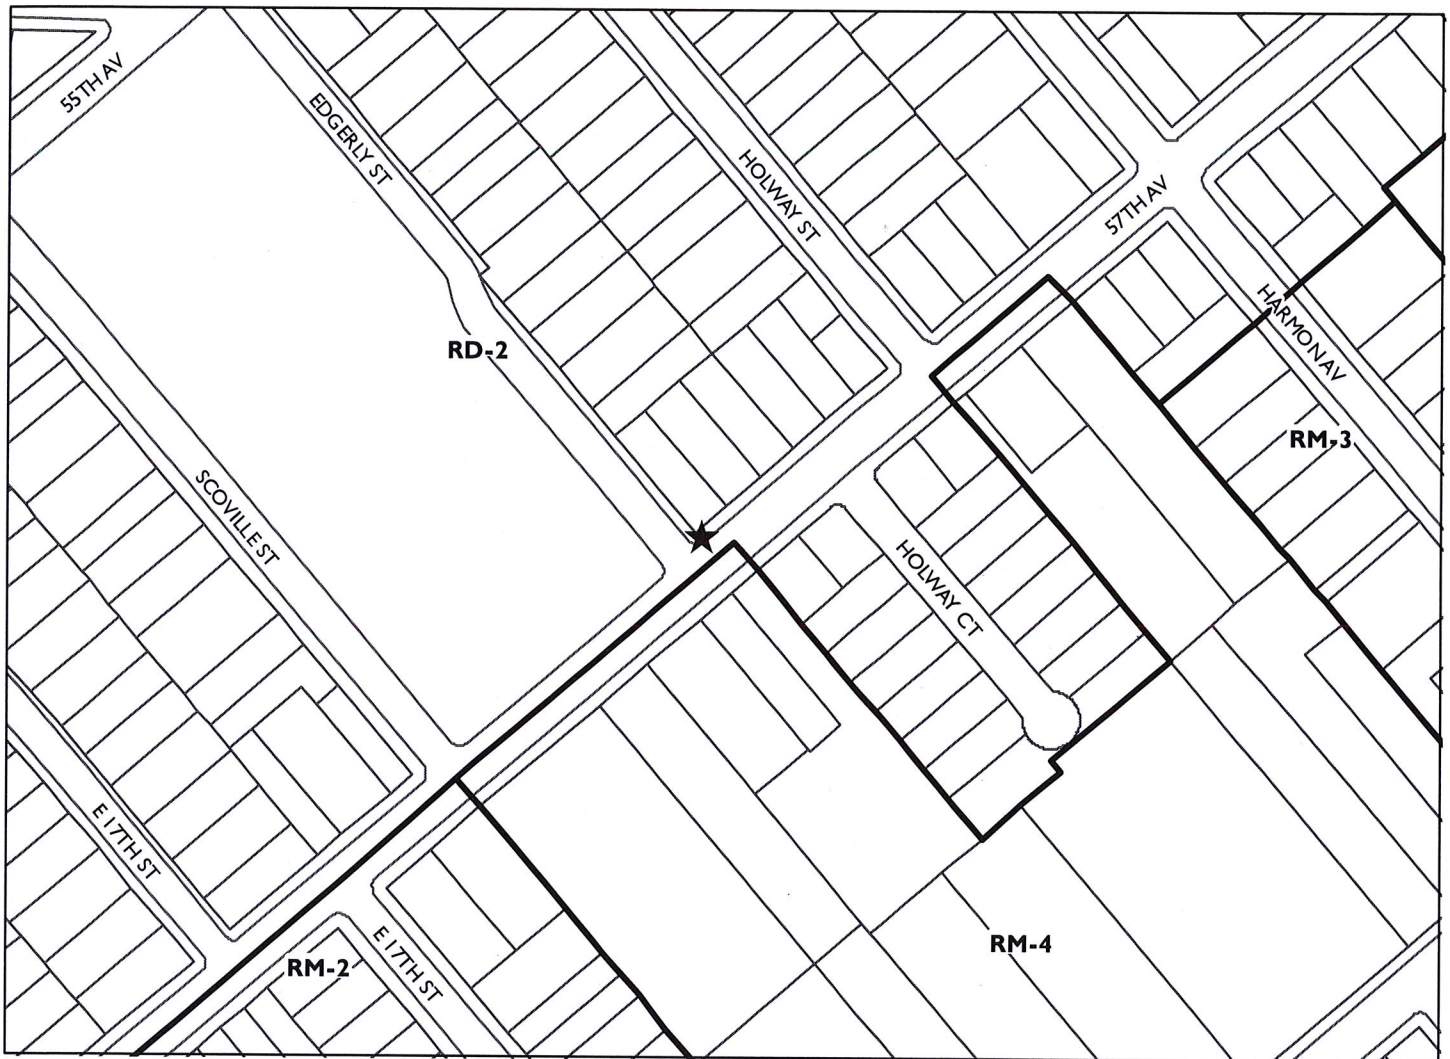 55TH AV
EDGERLY ST
HOLWAY ST
57TH AV
HARMON AV
RD-2
RM-3
SCOVILLE ST
HOLWAY CT
E 17TH ST
RM-2
E 17TH ST
RM-4